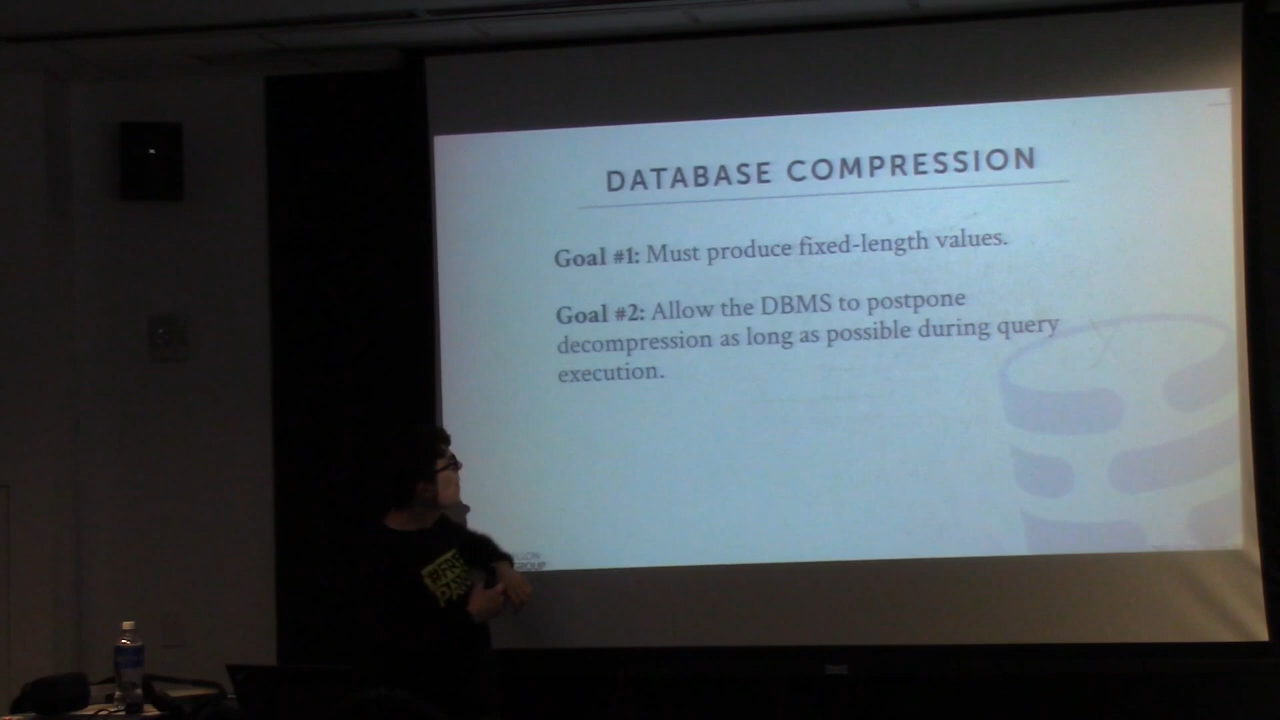 DATABASE COMPRESSION
Goal #1: Must produce fixed-length values.
Goal #2: Allow the DBMS to postpone
decompression as long as possible during query
execution.
GROUP